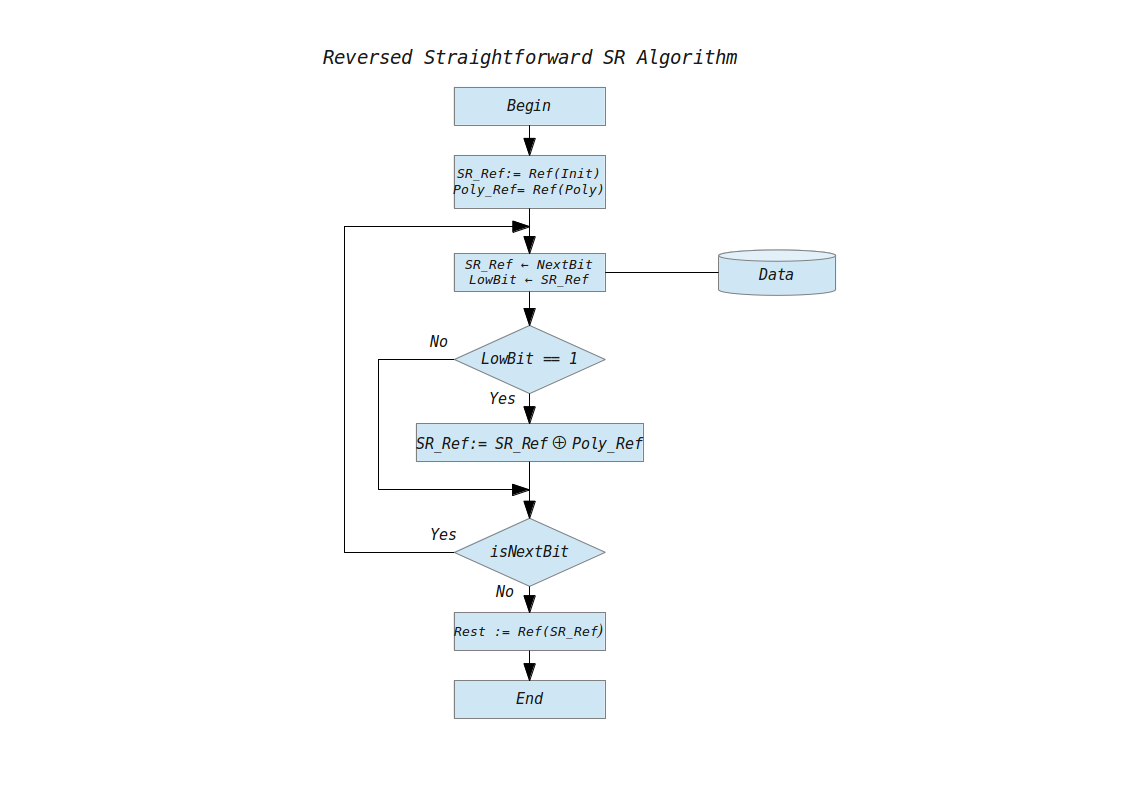 Reversed Straightforward SR Algorithm
Begin
SR_Ref:= Ref(Init)
Poly_Ref= Ref(Poly)
SR_Ref ← NextBit
LowBit ← SR_Ref
Data
No
LowBit == 1
Yes
SR_Ref:= SR_Ref ⊕ Poly_Ref
Yes
isNextBit
No
Rest := Ref(SR_Ref)
End